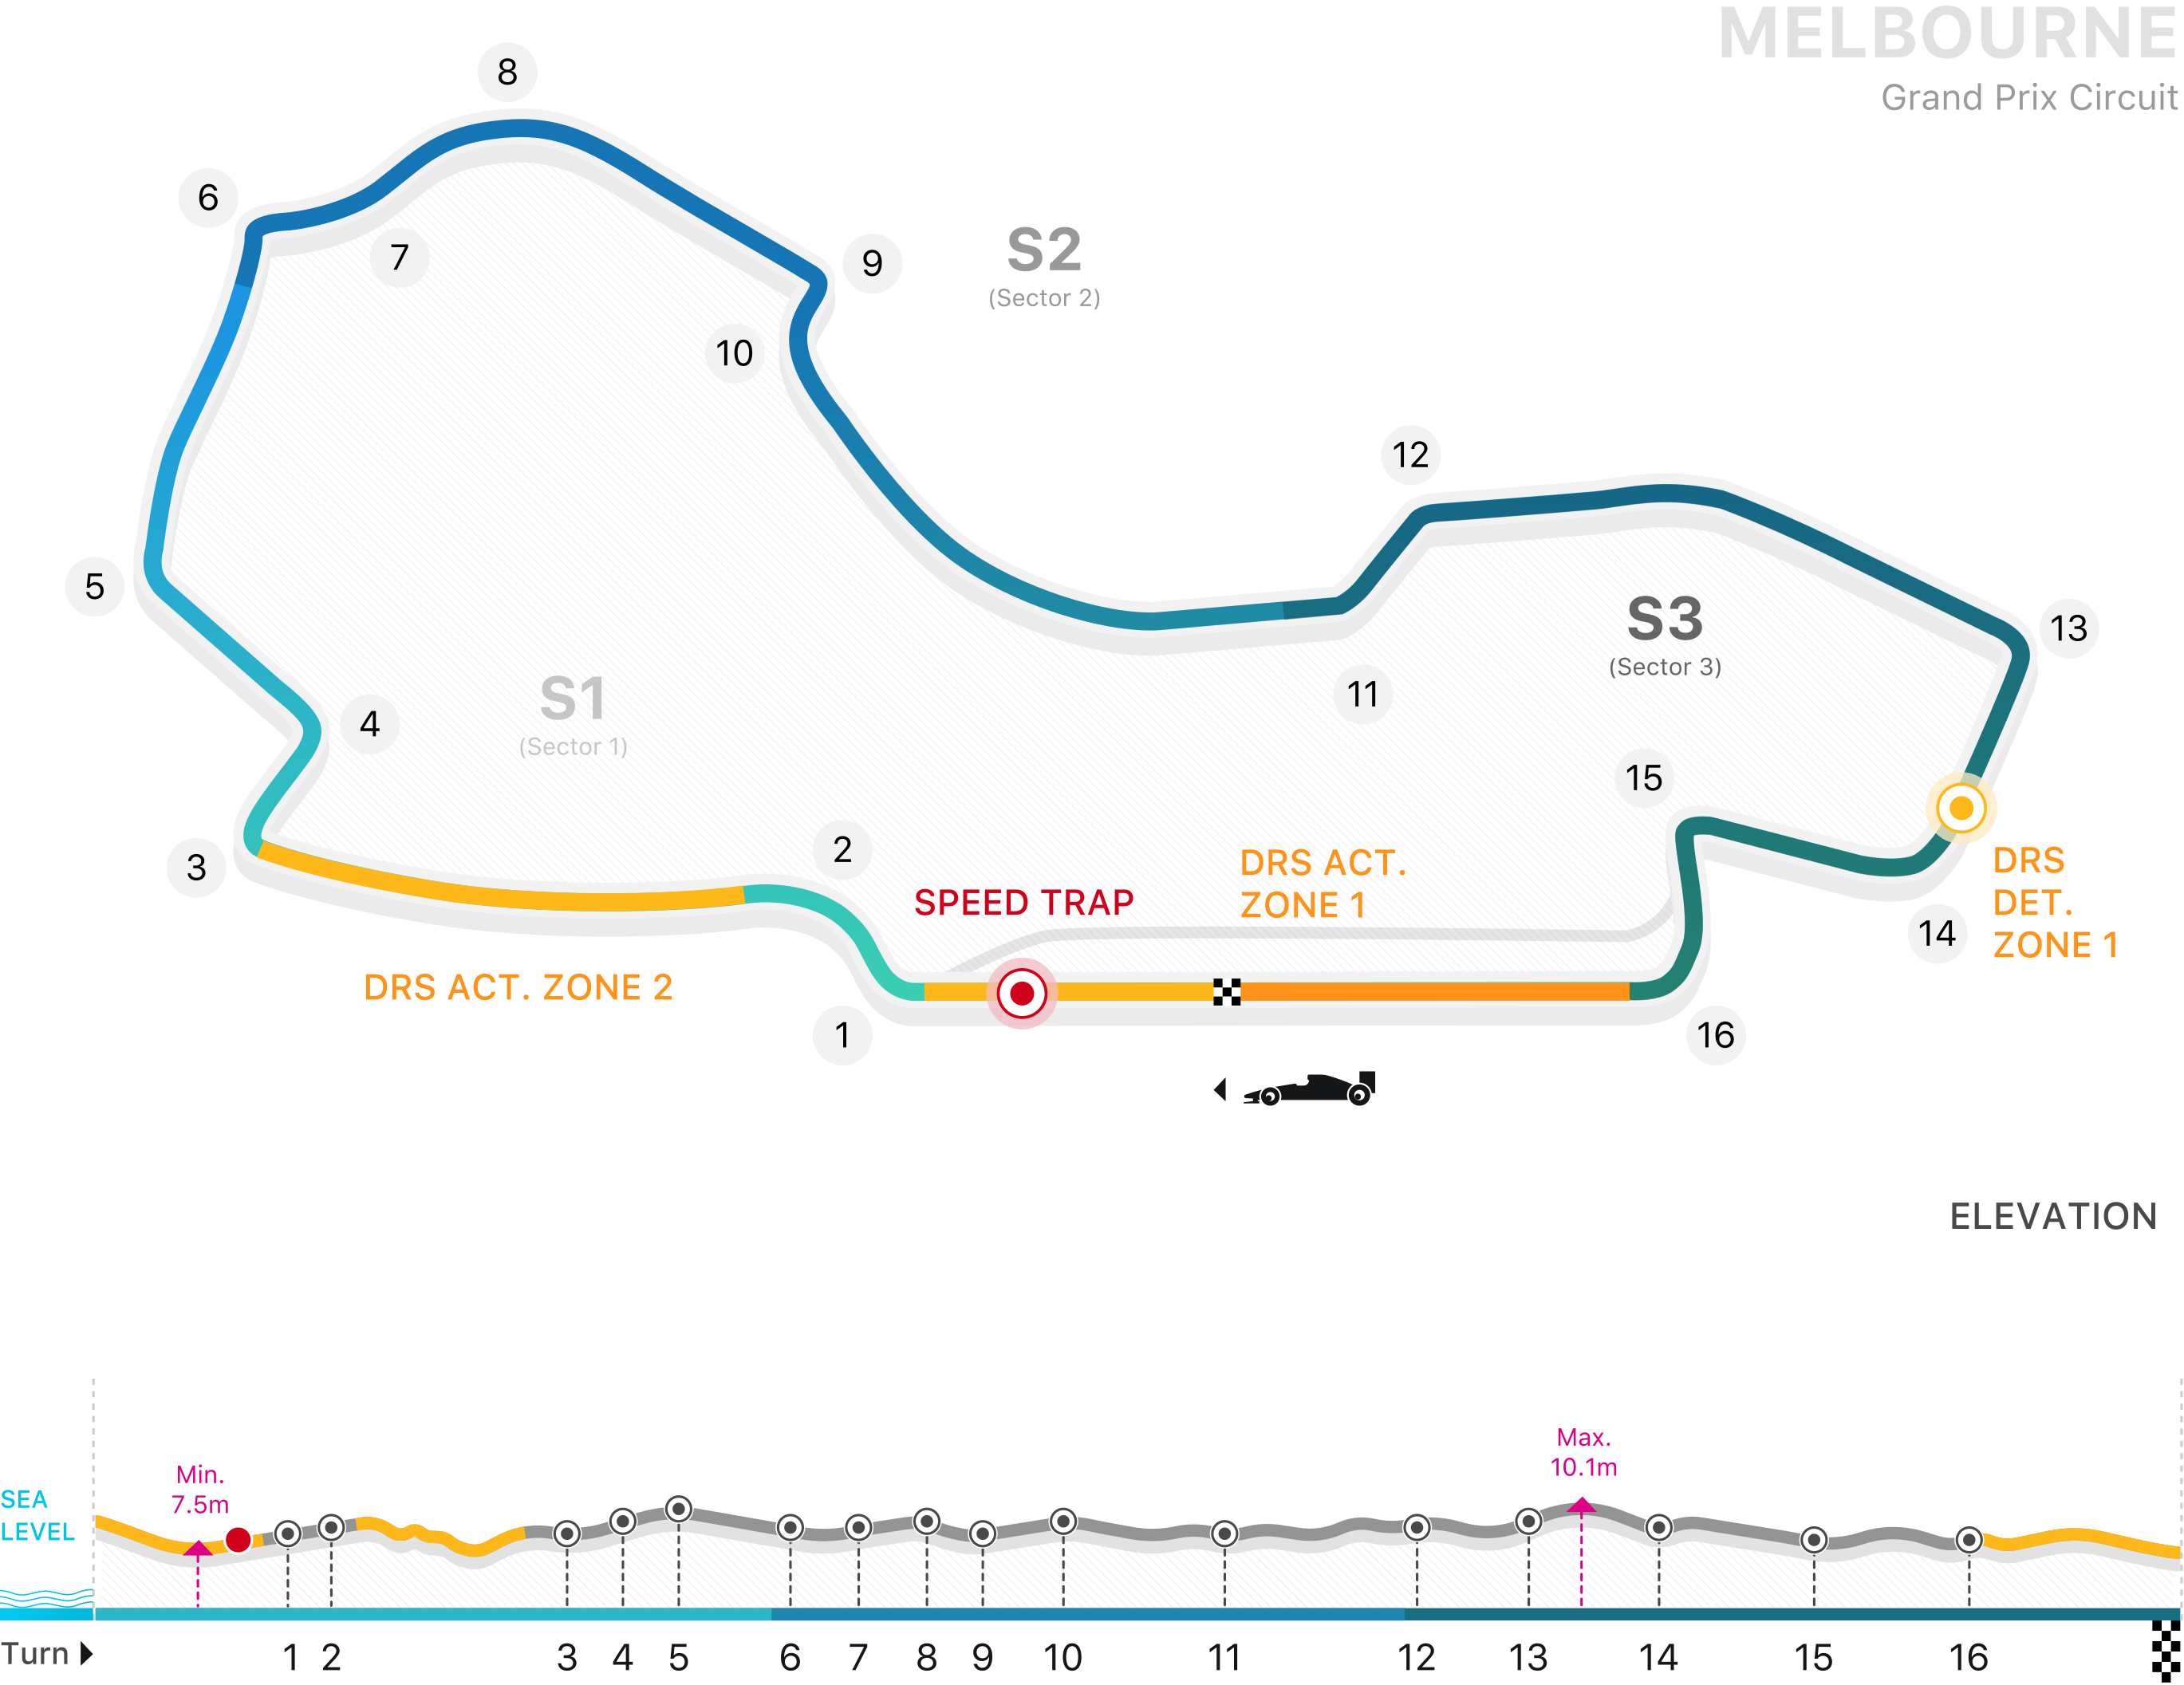 MELBOURNE
Grand Prix Circuit
8
6
7
9
S2
(Sector 2)
10
12
5
S3
(Sector 3)
13
11
S1
(Sector 1)
4
15
3
2
DRS ACT.
ZONE 1
SPEED TRAP
DRS
DET.
ZONE 1
14
DRS ACT. ZONE 2
1
16
ELEVATION
Min.
7.5m
Max.
10.1m
SEA
LEVEL
Turn 1 2 3 4 5 6 7 8 9 10 11 12 13 14 15 16